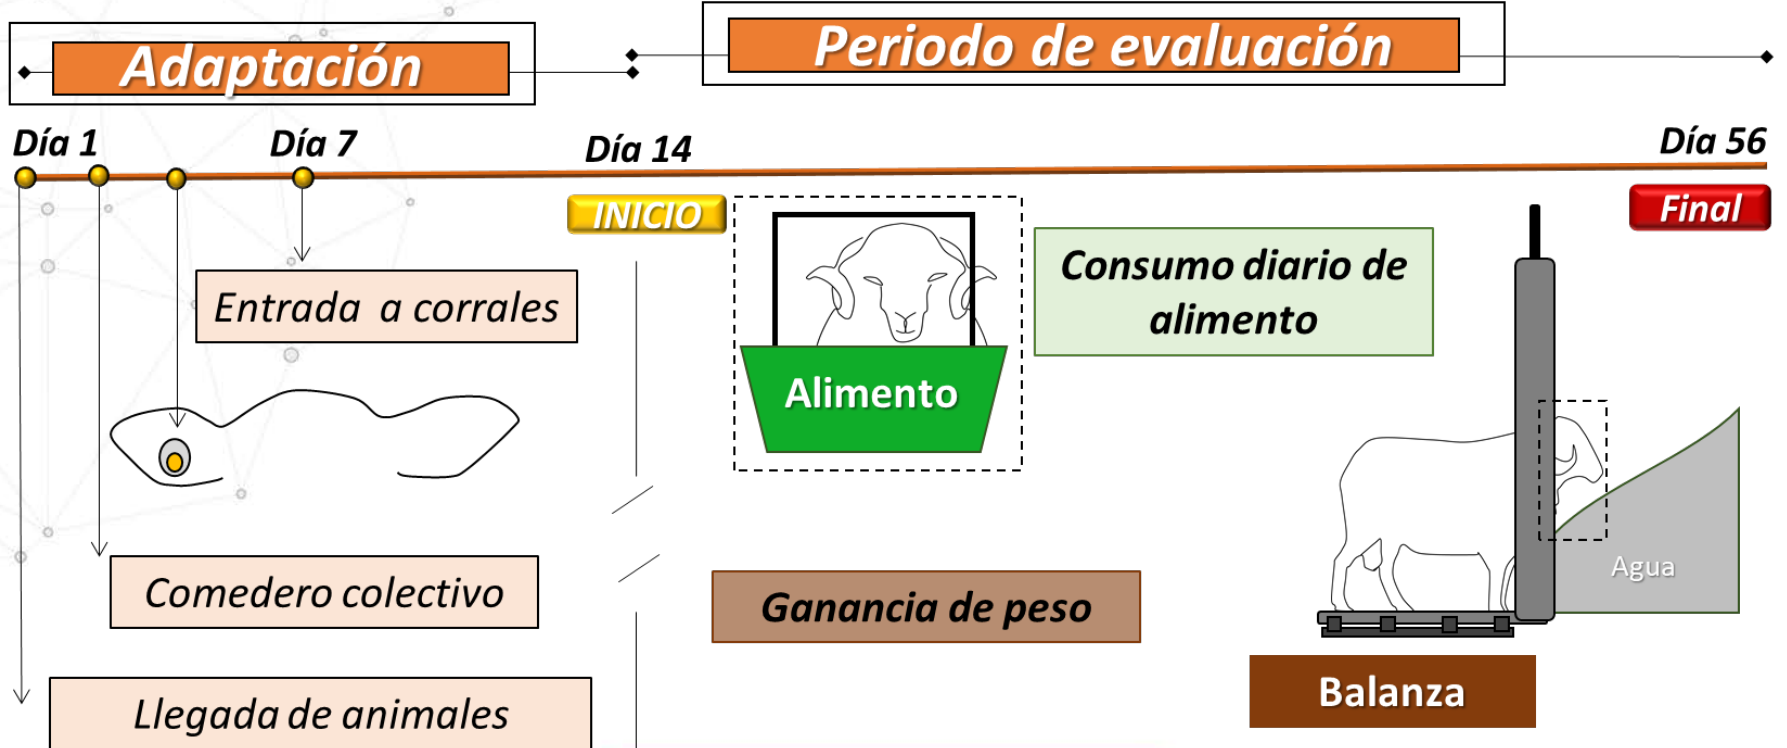 Adaptación
Periodo de evaluación
Día 1
Día 7
Día 14
Día 56
INICIO
Final
Entrada a corrales
Alimento
Consumo diario de
alimento
Agua
Comedero colectivo
Ganancia de peso
Balanza
Llegada de animales